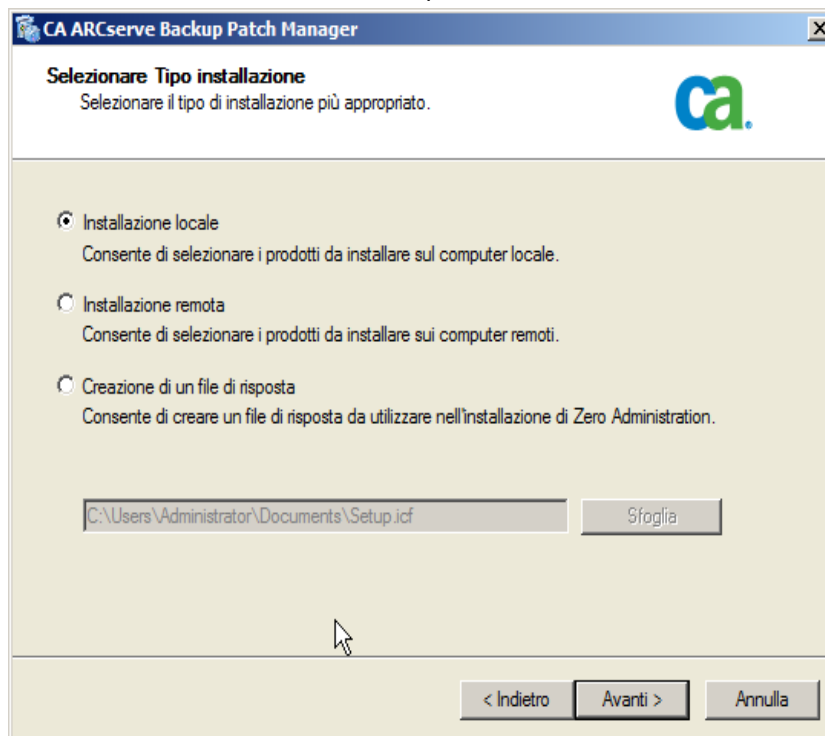 CA ARCserve Backup Patch Manager
Selezionare Tipo installazione
Selezionare il tipo di installazione più appropriato.
ca.
Installazione locale
Consente di selezionare i prodotti da installare sul computer locale.
Installazione remota
Consente di selezionare i prodotti da installare sui computer remoti.
Creazione di un file di risposta
Consente di creare un file di risposta da utilizzare nell'installazione di Zero Administration.
C:\Users\Administrator\Documents\Setup.icf
Sfoglia
< Indietro Avanti > Annulla